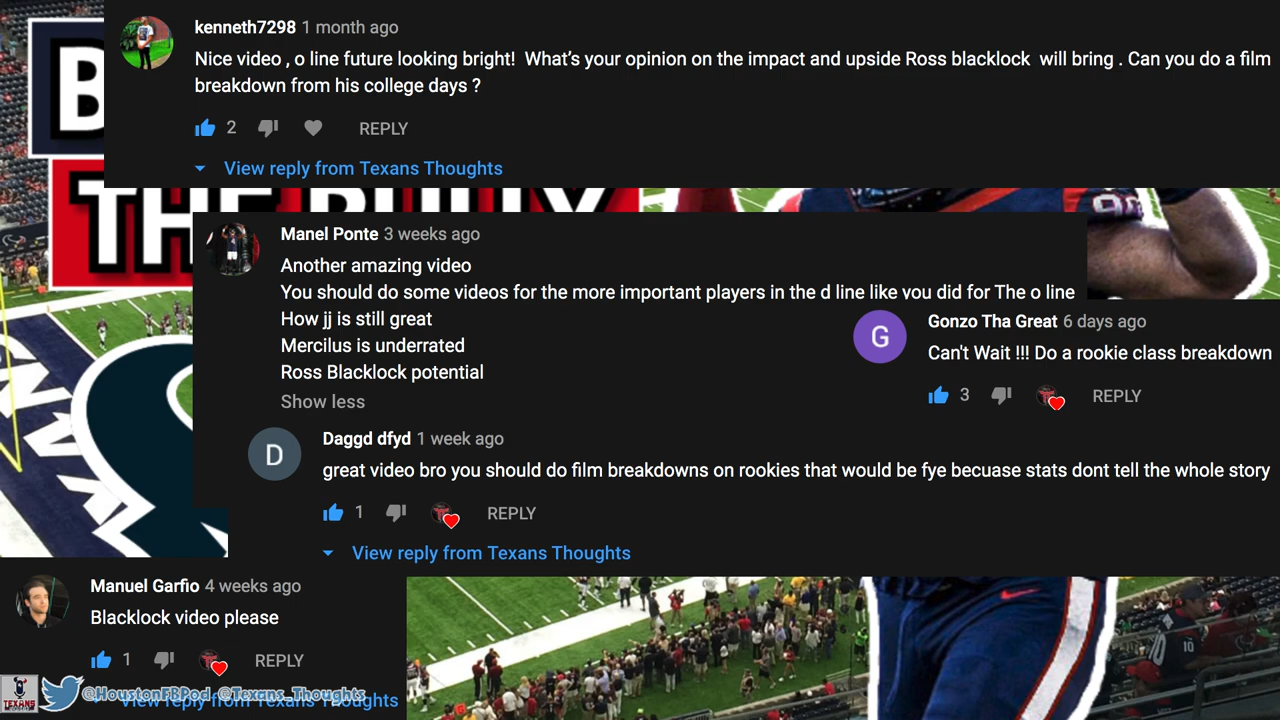 kenneth7298 1 month ago
Nice video , o line future looking bright! What's your opinion on the impact and upside Ross blacklock will bring . Can you do a film
breakdown from his college days ?
2 REPLY
View reply from Texans Thoughts
B
THE BULLY
90
Manel Ponte 3 weeks ago
Another amazing video
You should do some videos for the more important players in the d line like you did for The o line
How jj is still great
Mercilus is underrated
Ross Blacklock potential
Show less
G
Gonzo Tha Great 6 days ago
Can't Wait !!! Do a rookie class breakdown
3 REPLY
D
Daggd dfyd 1 week ago
great video bro you should do film breakdowns on rookies that would be fye becuase stats dont tell the whole story
1 REPLY
View reply from Texans Thoughts
Manuel Garfio 4 weeks ago
Blacklock video please
1 REPLY
View reply from Texans Thoughts
@HoustonFBPod @Texans_Thoughts
TEXANS
10
10